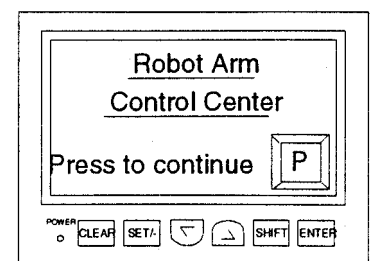 Robot Arm
Control Center
Press to continue P
POWER CLEAR SET/- SHIFT ENTER